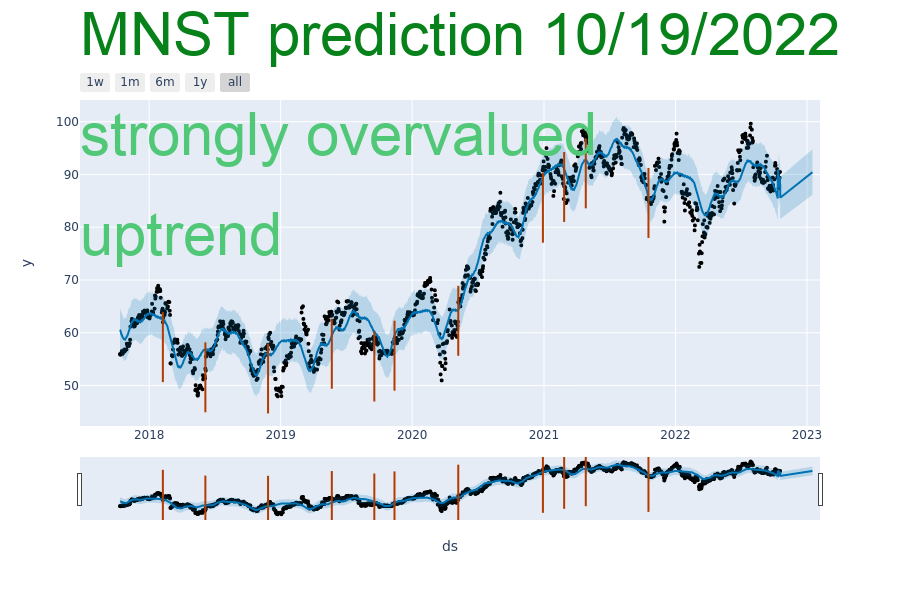 MNST prediction 10/19/2022
1w 1m 6m 1y all
strongly overvalued
uptrend
100
90
80
70
60
50
y
2018 2019 2020 2021 2022 2023
ds